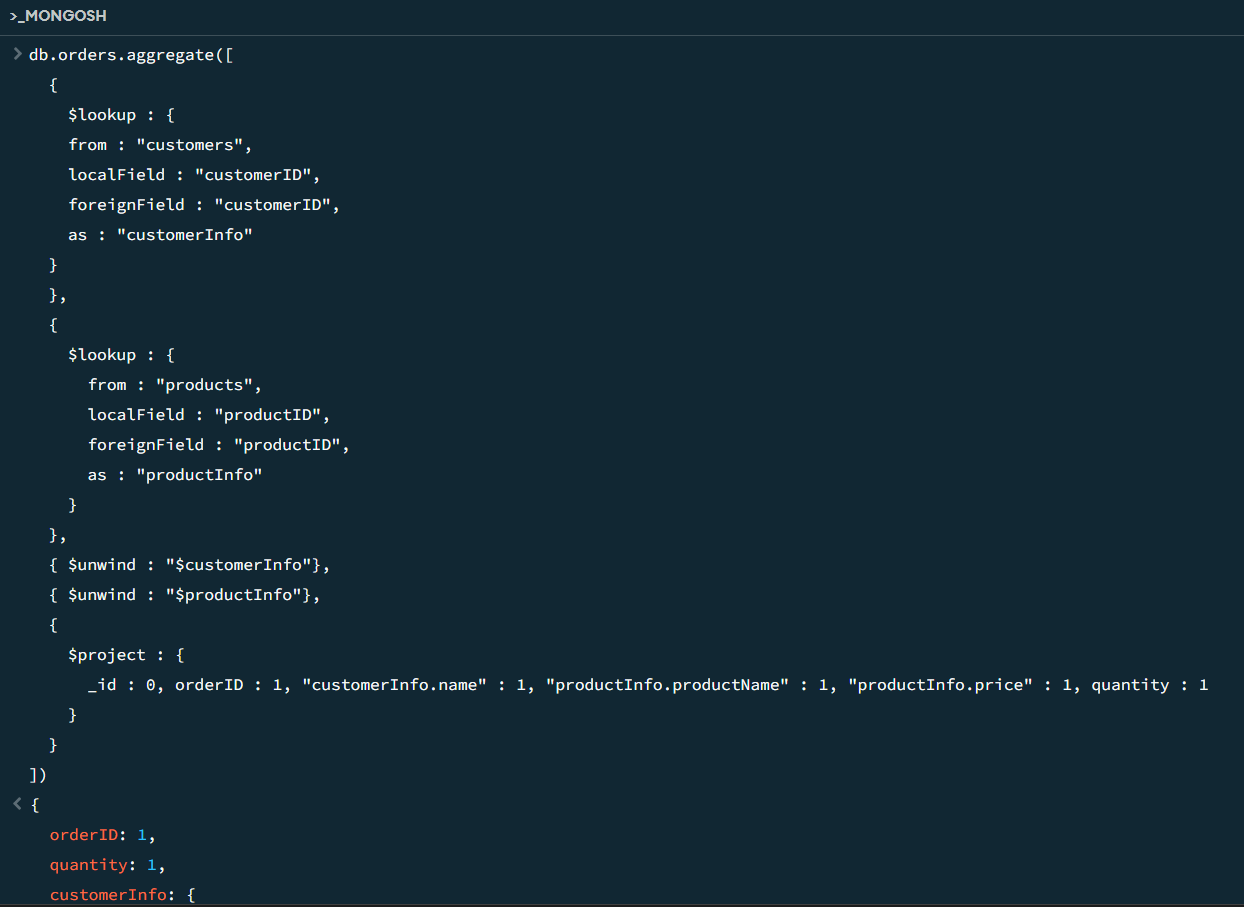 >_MONGOSH
> db.orders.aggregate([
{
$lookup : {
from : "customers",
localField : "customerID",
foreignField : "customerID",
as : "customerInfo"
}
},
{
$lookup : {
from : "products",
localField : "productID",
foreignField : "productID",
as : "productInfo"
}
},
{ $unwind : "$customerInfo"},
{ $unwind : "$productInfo"},
{
$project : {
_id : 0, orderID : 1, "customerInfo.name" : 1, "productInfo.productName" : 1, "productInfo.price" : 1, quantity : 1
}
}
])
< {
orderID: 1,
quantity: 1,
customerInfo: {